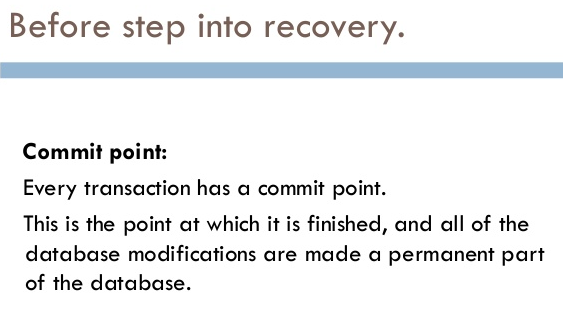 Before step into recovery.
Commit point:
Every transaction has a commit point.
This is the point at which it is finished, and all of the
database modifications are made a permanent part
of the database.